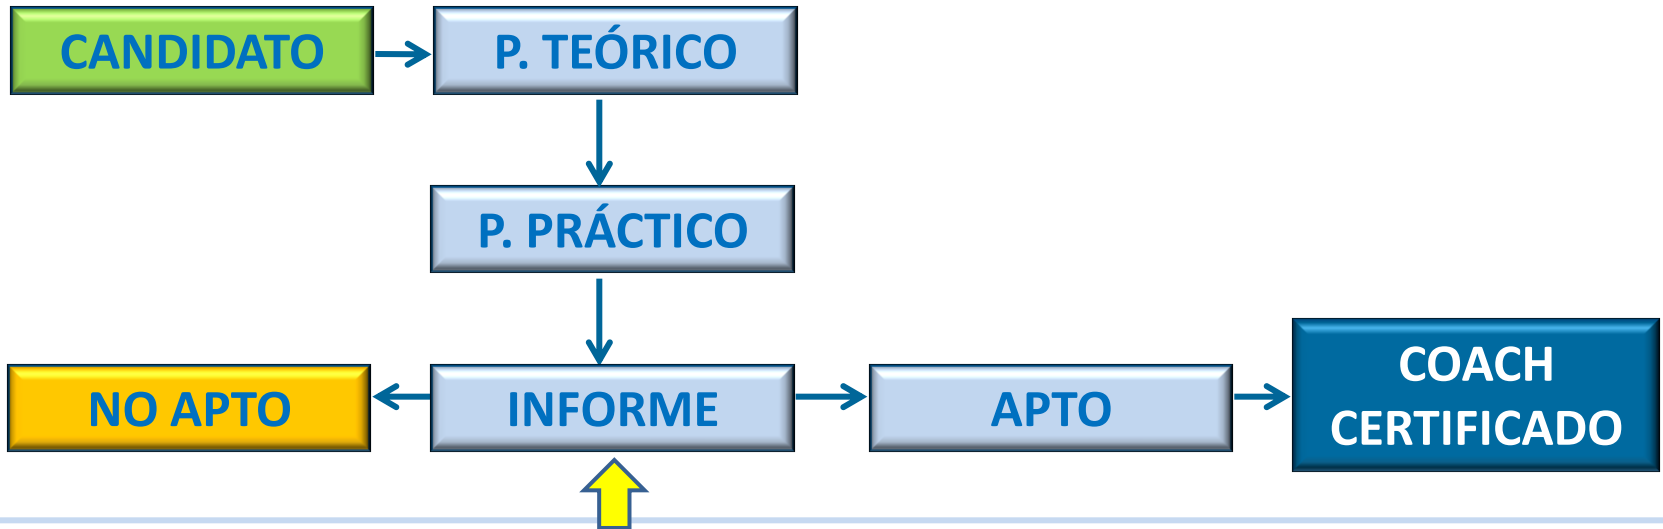 CANDIDATO
P. TEÓRICO
P. PRÁCTICO
NO APTO
INFORME
APTO
COACH
CERTIFICADO